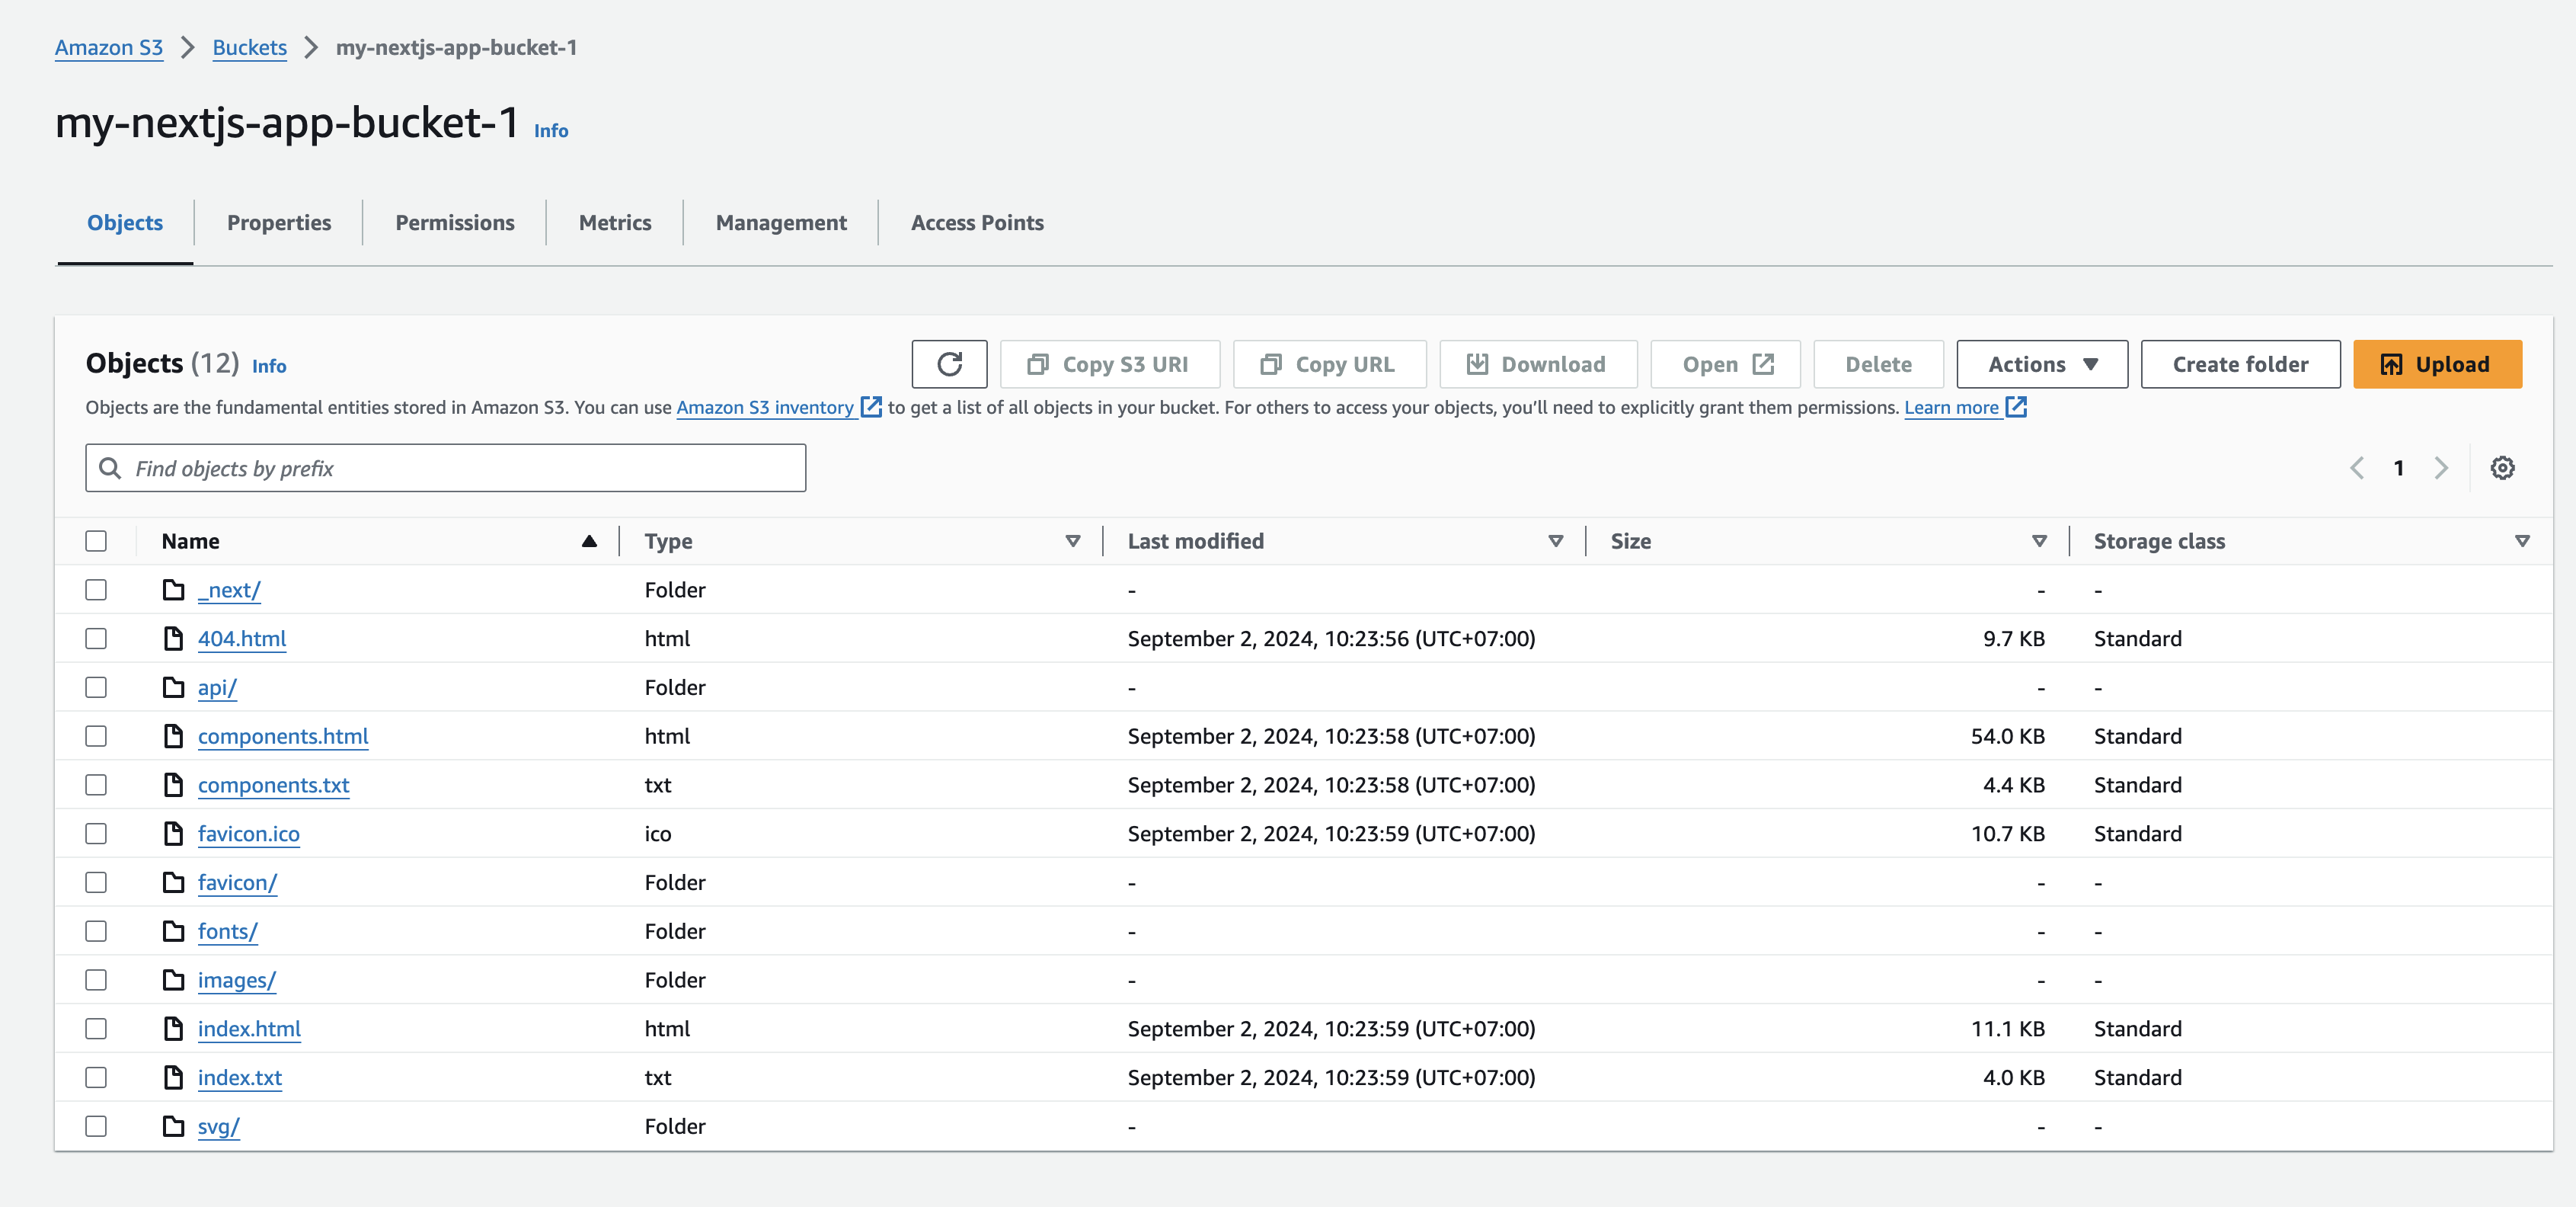 Amazon S3 > Buckets > my-nextjs-app-bucket-1
my-nextjs-app-bucket-1 Info
Objects Properties Permissions Metrics Management Access Points
Objects (12) Info Copy S3 URI Copy URL Download Open Delete Actions Create folder Upload
Objects are the fundamental entities stored in Amazon S3. You can use Amazon S3 inventory to get a list of all objects in your bucket. For others to access your objects, you’ll need to explicitly grant them permissions. Learn more
Find objects by prefix 1
Name Type Last modified Size Storage class
_next/ Folder - - -
404.html html September 2, 2024, 10:23:56 (UTC+07:00) 9.7 KB Standard
api/ Folder - - -
components.html html September 2, 2024, 10:23:58 (UTC+07:00) 54.0 KB Standard
components.txt txt September 2, 2024, 10:23:58 (UTC+07:00) 4.4 KB Standard
favicon.ico ico September 2, 2024, 10:23:59 (UTC+07:00) 10.7 KB Standard
favicon/ Folder - - -
fonts/ Folder - - -
images/ Folder - - -
index.html html September 2, 2024, 10:23:59 (UTC+07:00) 11.1 KB Standard
index.txt txt September 2, 2024, 10:23:59 (UTC+07:00) 4.0 KB Standard
svg/ Folder - - -